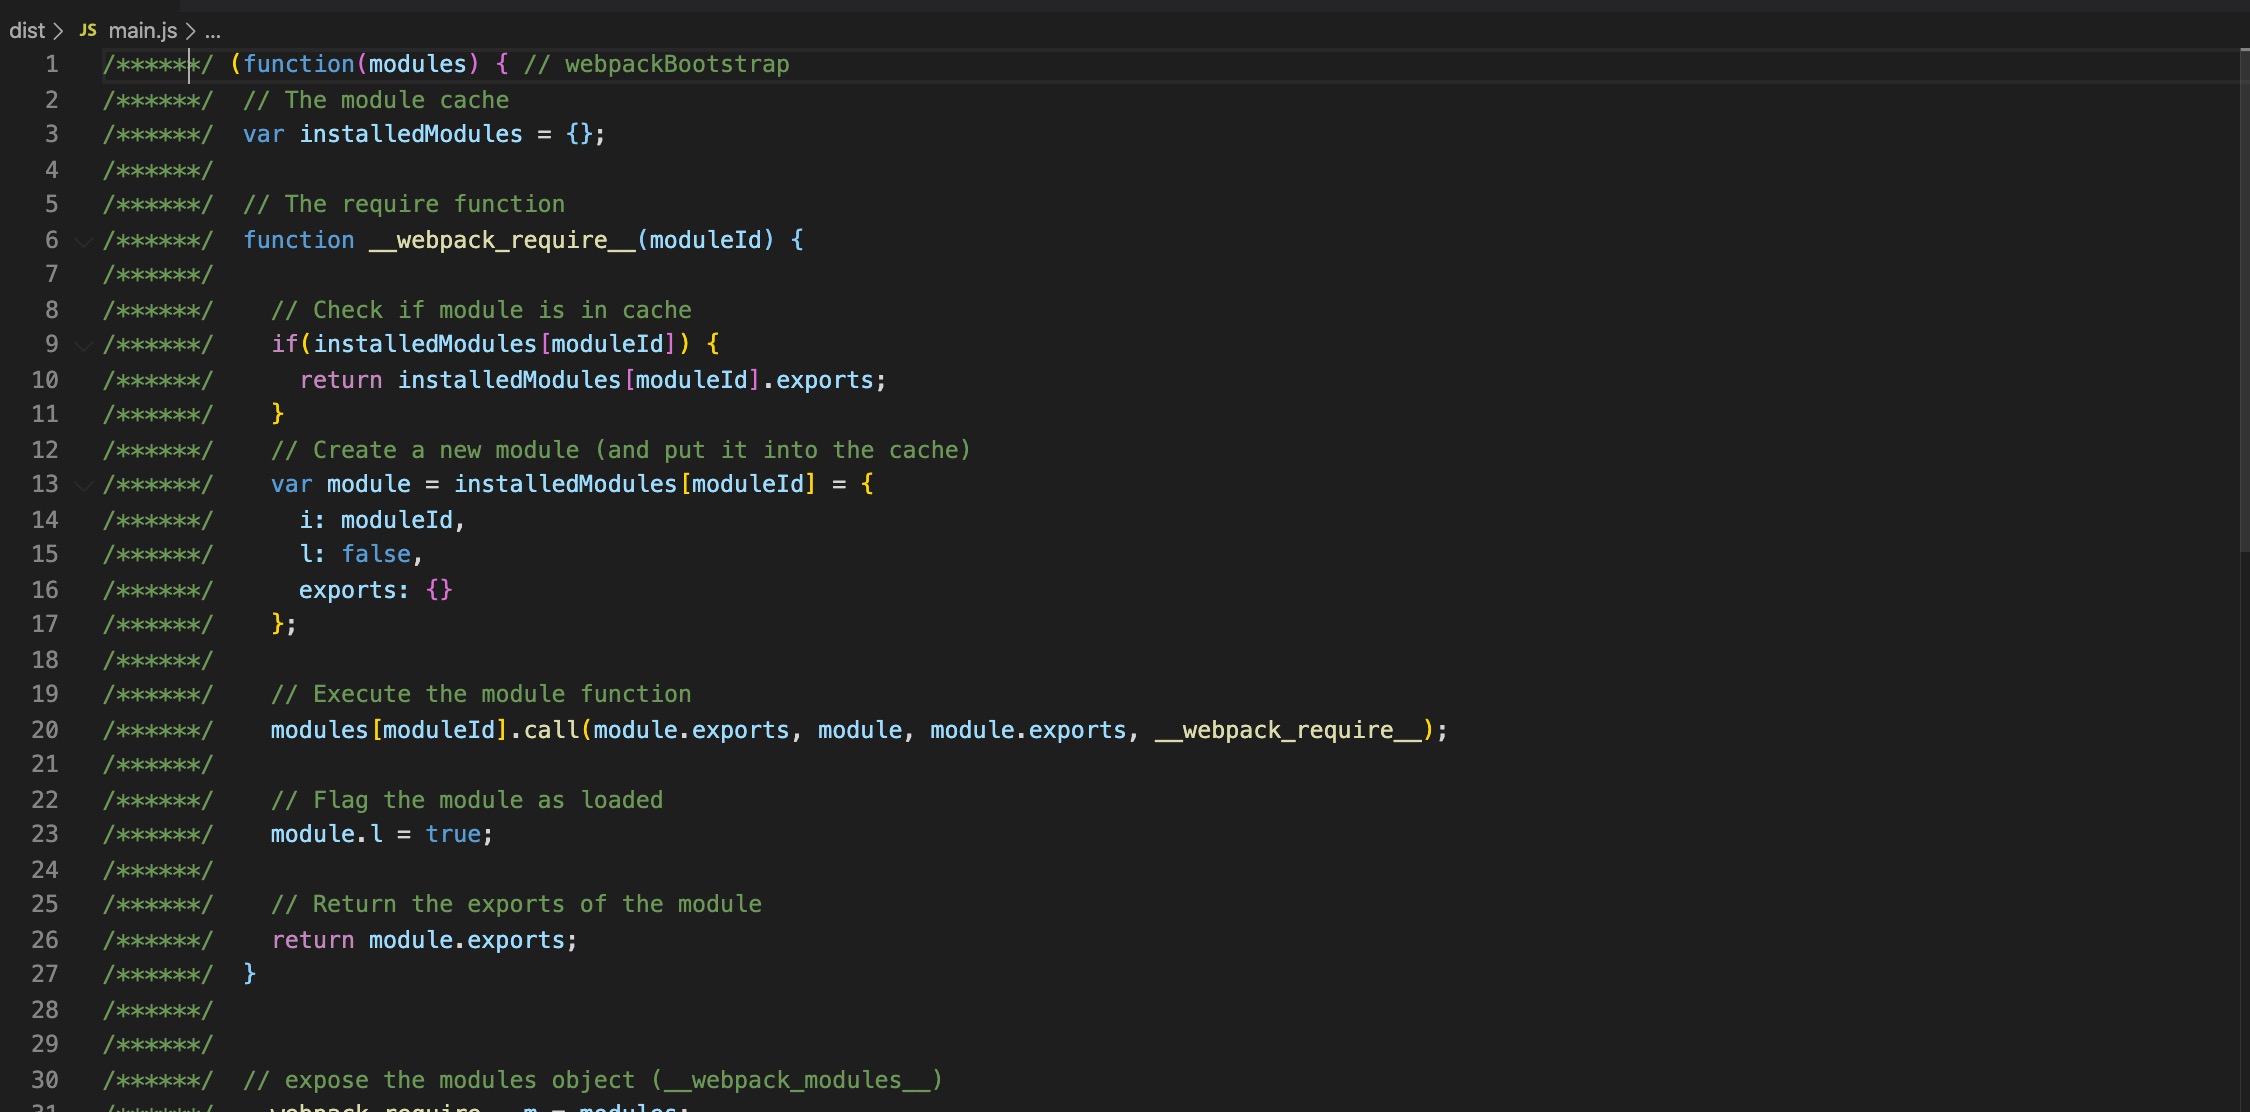 dist > JS main.js > ...
1 /******/ (function(modules) { // webpackBootstrap
2 /******/ // The module cache
3 /******/ var installedModules = {};
4 /******/
5 /******/ // The require function
6 /******/ function __webpack_require__(moduleId) {
7 /******/
8 /******/ // Check if module is in cache
9 /******/ if(installedModules[moduleId]) {
10 /******/ return installedModules[moduleId].exports;
11 /******/ }
12 /******/ // Create a new module (and put it into the cache)
13 /******/ var module = installedModules[moduleId] = {
14 /******/ i: moduleId,
15 /******/ l: false,
16 /******/ exports: {}
17 /******/ };
18 /******/
19 /******/ // Execute the module function
20 /******/ modules[moduleId].call(module.exports, module, module.exports, __webpack_require__);
21 /******/
22 /******/ // Flag the module as loaded
23 /******/ module.l = true;
24 /******/
25 /******/ // Return the exports of the module
26 /******/ return module.exports;
27 /******/ }
28 /******/
29 /******/
30 /******/ // expose the modules object (__webpack_modules__)
31 /******/ __webpack_require__.m = modules;